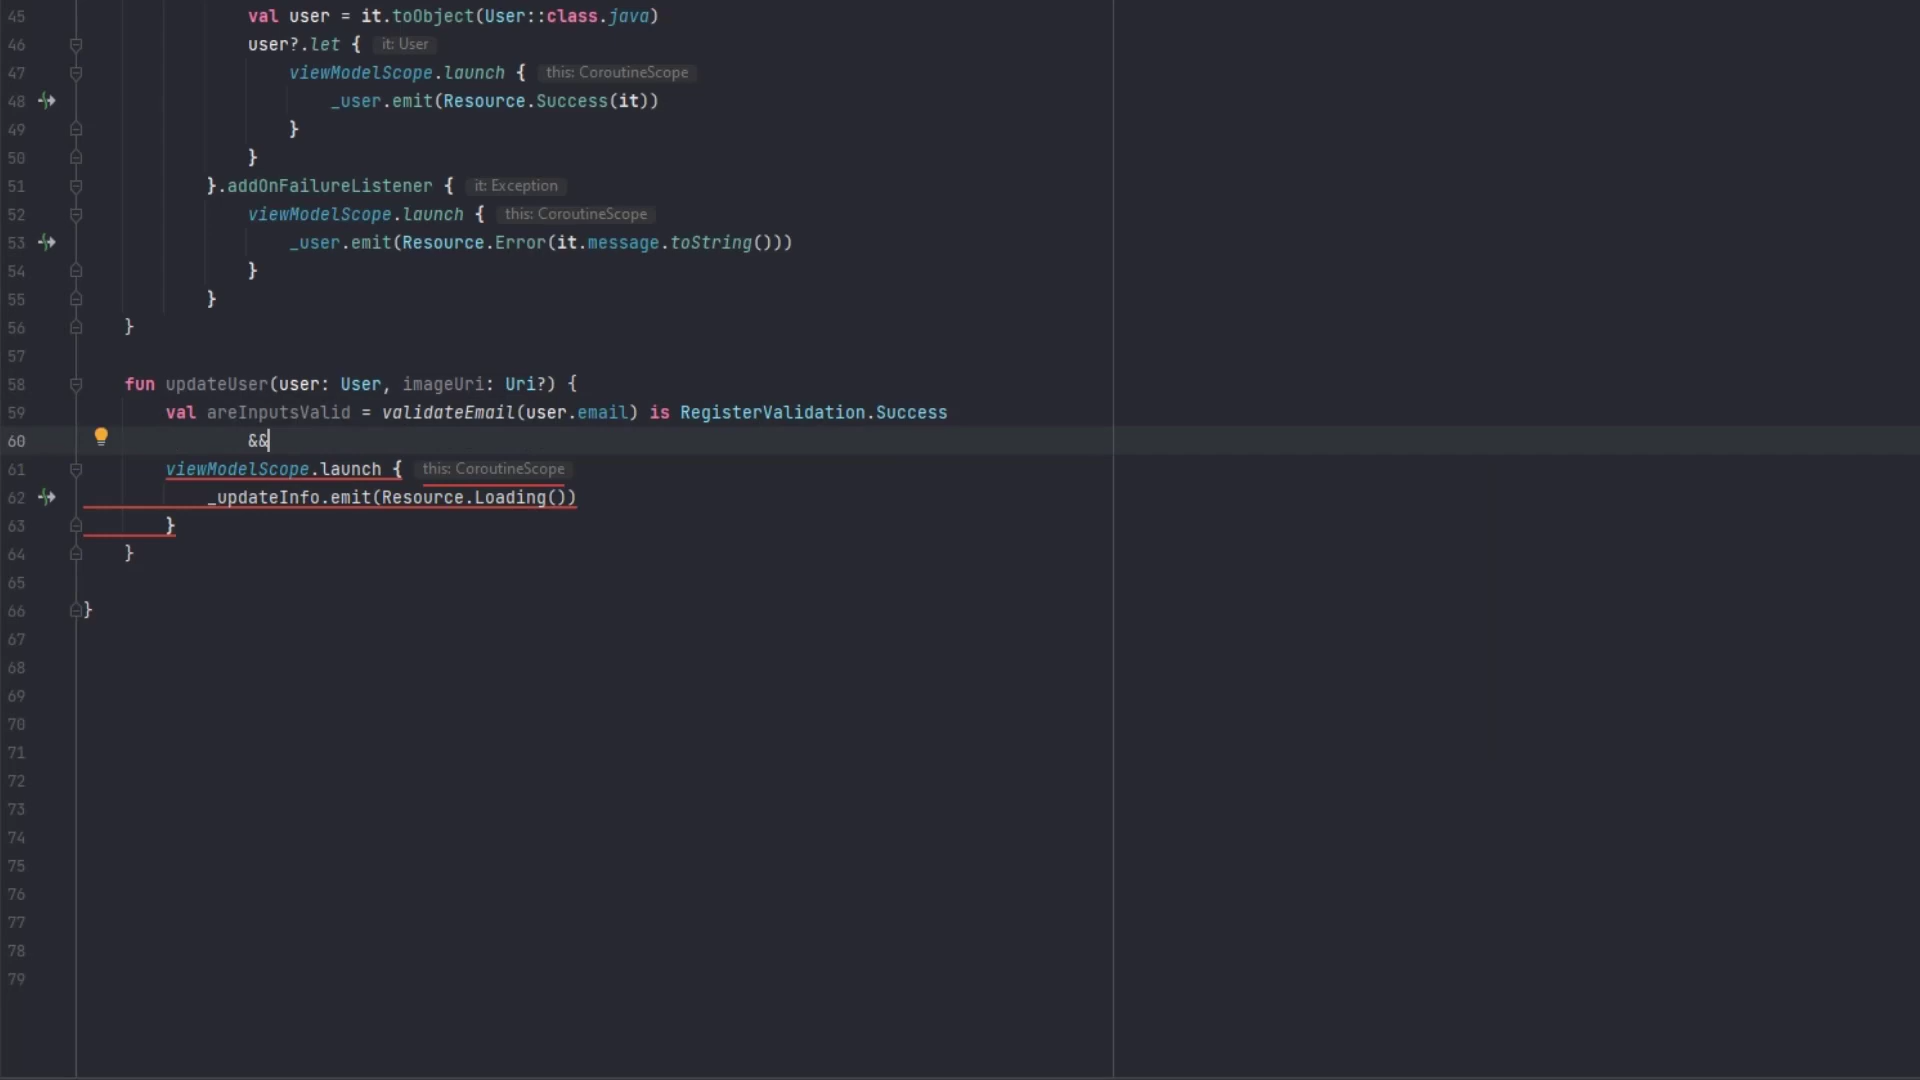 45 val user = it.toObject(User::class.java)
46 user?.let { it: User
47 viewModelScope.launch { this: CoroutineScope
48 _user.emit(Resource.Success(it))
49 }
50 }
51 }.addOnFailureListener { it: Exception
52 viewModelScope.launch { this: CoroutineScope
53 _user.emit(Resource.Error(it.message.toString()))
54 }
55 }
56 }
57
58 fun updateUser(user: User, imageUri: Uri?) {
59 val areInputsValid = validateEmail(user.email) is RegisterValidation.Success
60 &&
61 viewModelScope.launch { this: CoroutineScope
62 _updateInfo.emit(Resource.Loading())
63 }
64 }
65
66 }
67
68
69
70
71
72
73
74
75
76
77
78
79